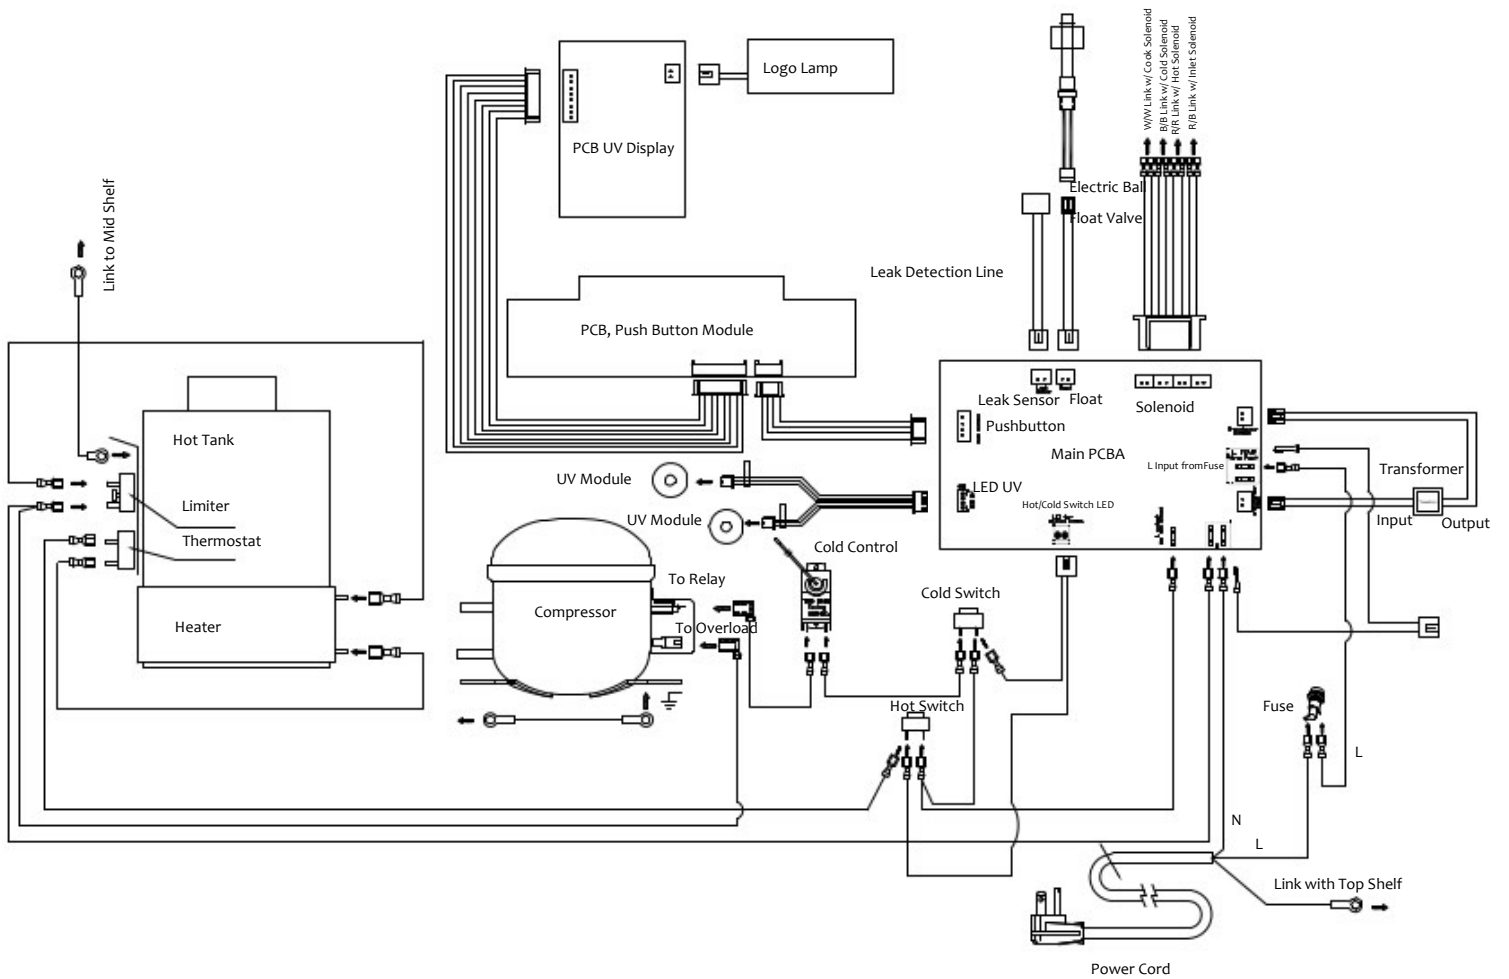 Logo Lamp
PCB UV Display
W/W Link w/ Cook Solenoid
B/B Link w/ Cold Solenoid
R/R Link w/ Hot Solenoid
R/B Link w/ Inlet Solenoid
Electric Ball
Float Valve
Link to Mid Shelf
Leak Detection Line
PCB, Push Button Module
Leak Sensor
Float
Solenoid
Pushbutton
Main PCBA
L Input fromFuse
Transformer
Hot Tank
UV Module
LED UV
Limiter
Hot/Cold Switch LED
UV Module
Input
Output
Thermostat
Cold Control
To Relay
Cold Switch
Compressor
Heater
To Overload
Hot Switch
Fuse
L
N
L
Link with Top Shelf
Power Cord